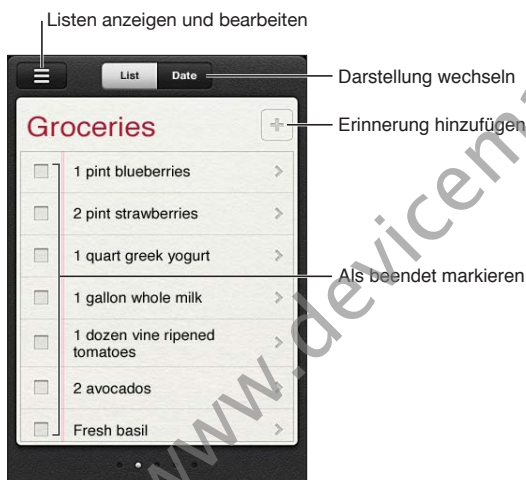 Listen anzeigen und bearbeiten
List Date
Darstellung wechseln
Groceries
Erinnerung hinzufügen
1 pint blueberries
2 pint strawberries
1 quart greek yogurt
Als beendet markieren
1 gallon whole milk
1 dozen vine ripened
tomatoes
2 avocados
Fresh basil
www.devicem